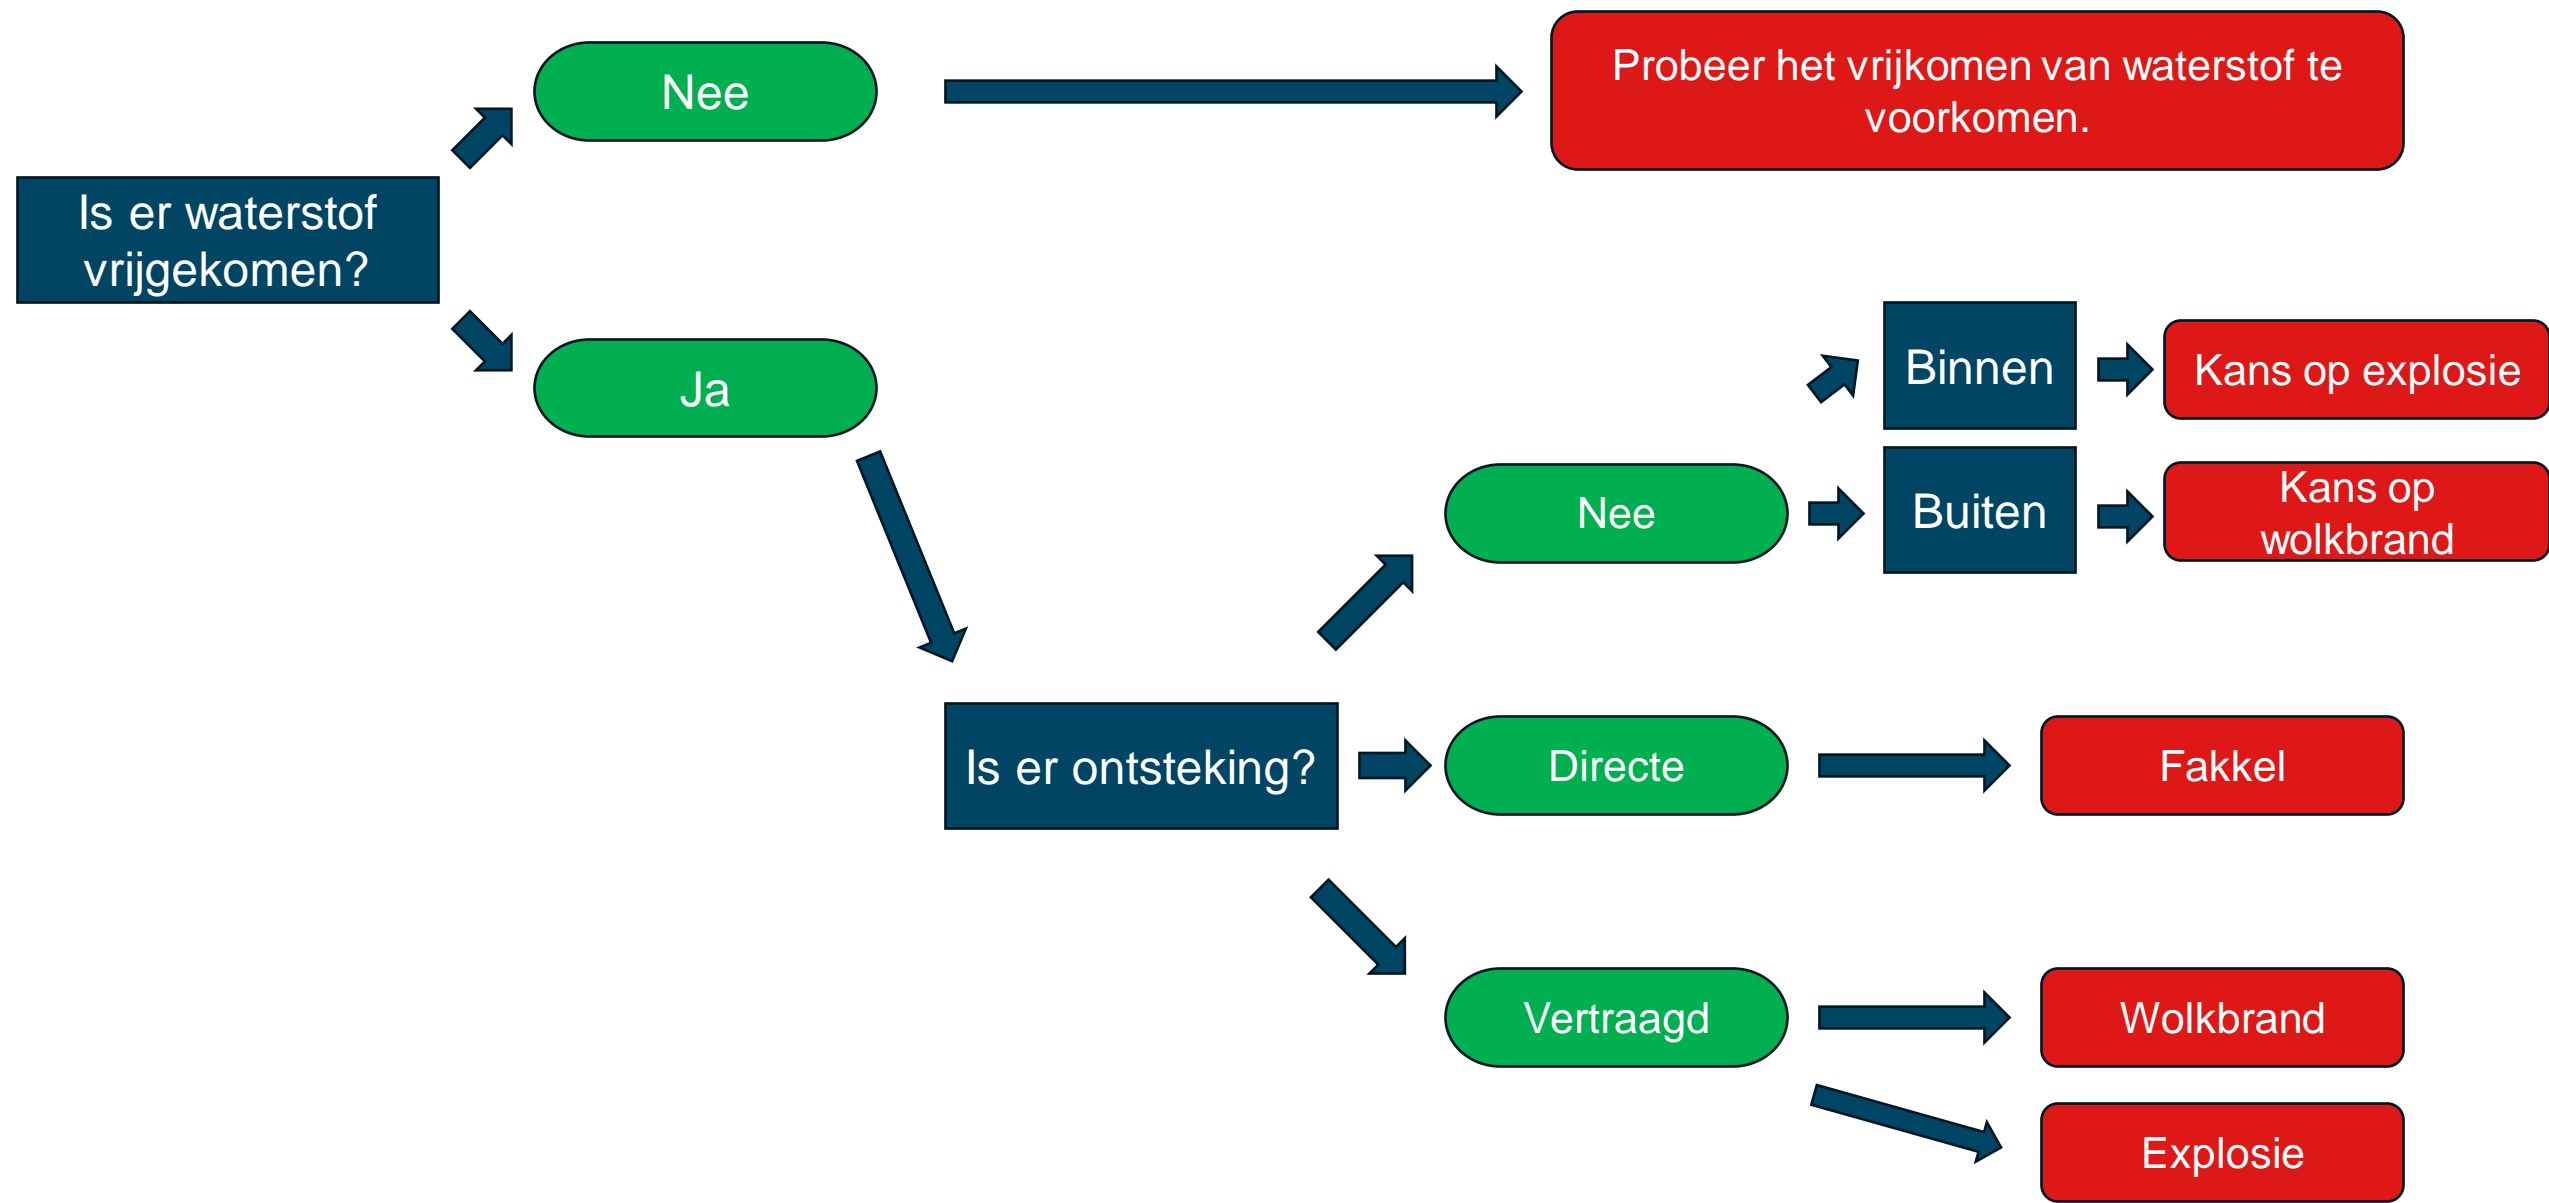 Nee
Probeer het vrijkomen van waterstof te
voorkomen.
Is er waterstof
vrijgekomen?
Ja
Binnen
Kans op explosie
Nee
Buiten
Kans op
wolkbrand
Is er ontsteking?
Directe
Fakkel
Vertraagd
Wolkbrand
Explosie